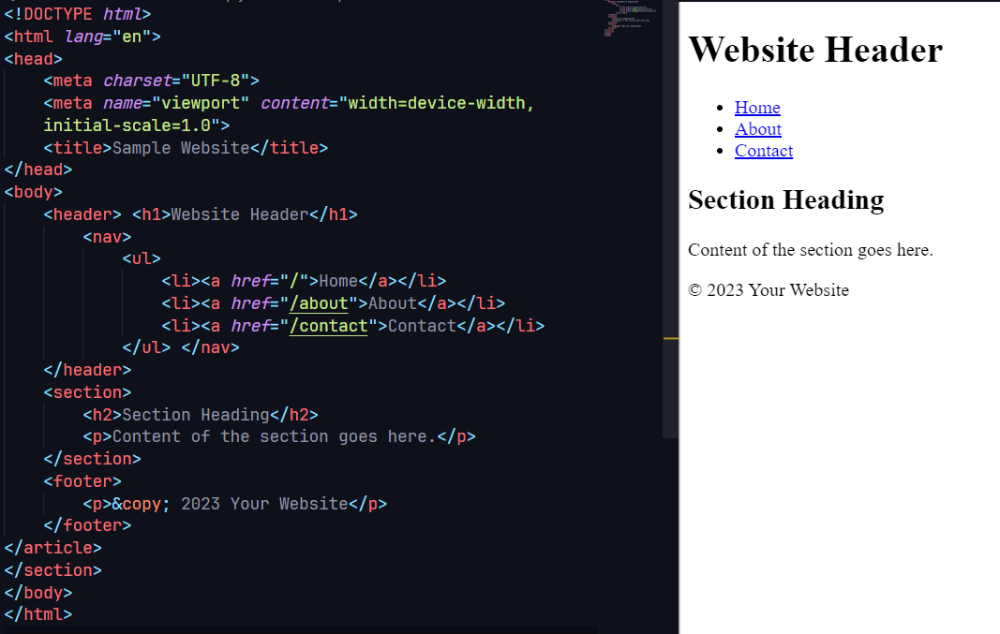 <!DOCTYPE html>
<html lang="en">
<head>
    <meta charset="UTF-8">
    <meta name="viewport" content="width=device-width,
    initial-scale=1.0">
    <title>Sample Website</title>
</head>
<body>
    <header> <h1>Website Header</h1>
        <nav>
            <ul>
                <li><a href="/">Home</a></li>
                <li><a href="/about">About</a></li>
                <li><a href="/contact">Contact</a></li>
            </ul> </nav>
    </header>
    <section>
        <h2>Section Heading</h2>
        <p>Content of the section goes here.</p>
    </section>
    <footer>
        <p>&copy; 2023 Your Website</p>
    </footer>
</article>
</section>
</body>
</html>
Website Header
• Home
• About
• Contact
Section Heading
Content of the section goes here.
© 2023 Your Website